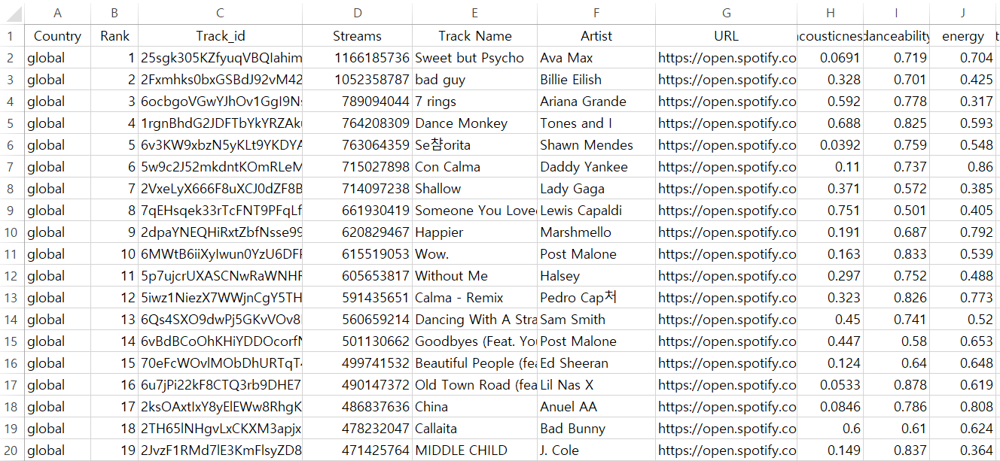 A B C D E F G H I J
1 Country Rank Track_id Streams Track Name Artist URL cousticnes danceability energy
2 global 1 25sgk305KZfyuqVBQIahim 1166185736 Sweet but Psycho Ava Max https://open.spotify.co 0.0691 0.719 0.704
3 global 2 2Fxmhks0bxGSBdJ92vM42 1052358787 bad guy Billie Eilish https://open.spotify.co 0.328 0.701 0.425
4 global 3 6ocbgoVGwYJhOv1GgI9Ns 789094044 7 rings Ariana Grande https://open.spotify.co 0.592 0.778 0.317
5 global 4 1rgnBhdG2JDFTbYkYRZAku 764208309 Dance Monkey Tones and I https://open.spotify.co 0.688 0.825 0.593
6 global 5 6v3KW9xbzN5yKLt9YKDYA 763064359 Se챰orita Shawn Mendes https://open.spotify.co 0.0392 0.759 0.548
7 global 6 5w9c2J52mkdntKOmRLeM 715027898 Con Calma Daddy Yankee https://open.spotify.co 0.11 0.737 0.86
8 global 7 2VxeLyX666F8uXCJ0dZF8B 714097238 Shallow Lady Gaga https://open.spotify.co 0.371 0.572 0.385
9 global 8 7qEHsqek33rTcFNT9PFqLf 661930419 Someone You Love Lewis Capaldi https://open.spotify.co 0.751 0.501 0.405
10 global 9 2dpaYNEQHiRxtZbfNsse99 620829467 Happier Marshmello https://open.spotify.co 0.191 0.687 0.792
11 global 10 6MWtB6iiXyIwun0YzU6DF 615519053 Wow. Post Malone https://open.spotify.co 0.163 0.833 0.539
12 global 11 5p7ujcrUXASCNwRaWNHF 605653817 Without Me Halsey https://open.spotify.co 0.297 0.752 0.488
13 global 12 5iwz1NiezX7WWjnCgY5TH 591435651 Calma - Remix Pedro Cap처 https://open.spotify.co 0.323 0.826 0.773
14 global 13 6Qs4SXO9dwPj5GKvVOv8 560659214 Dancing With A Stra Sam Smith https://open.spotify.co 0.45 0.741 0.52
15 global 14 6vBdBCoOhKHiYDDOcorfN 501130662 Goodbyes (Feat. You Post Malone https://open.spotify.co 0.447 0.58 0.653
16 global 15 70eFcWOvlMObDhURTqT4 499741532 Beautiful People (fea Ed Sheeran https://open.spotify.co 0.124 0.64 0.648
17 global 16 6u7jPi22kF8CTQ3rb9DHE7 490147372 Old Town Road (fea Lil Nas X https://open.spotify.co 0.0533 0.878 0.619
18 global 17 2ksOAxtIxY8yElEWw8RhgK 486837636 China Anuel AA https://open.spotify.co 0.0846 0.786 0.808
19 global 18 2TH65lNHgvLxCKXM3apjx 478232047 Callaita Bad Bunny https://open.spotify.co 0.6 0.61 0.624
20 global 19 2JvzF1RMd7lE3KmFlsyZD8 471425764 MIDDLE CHILD J. Cole https://open.spotify.co 0.149 0.837 0.364